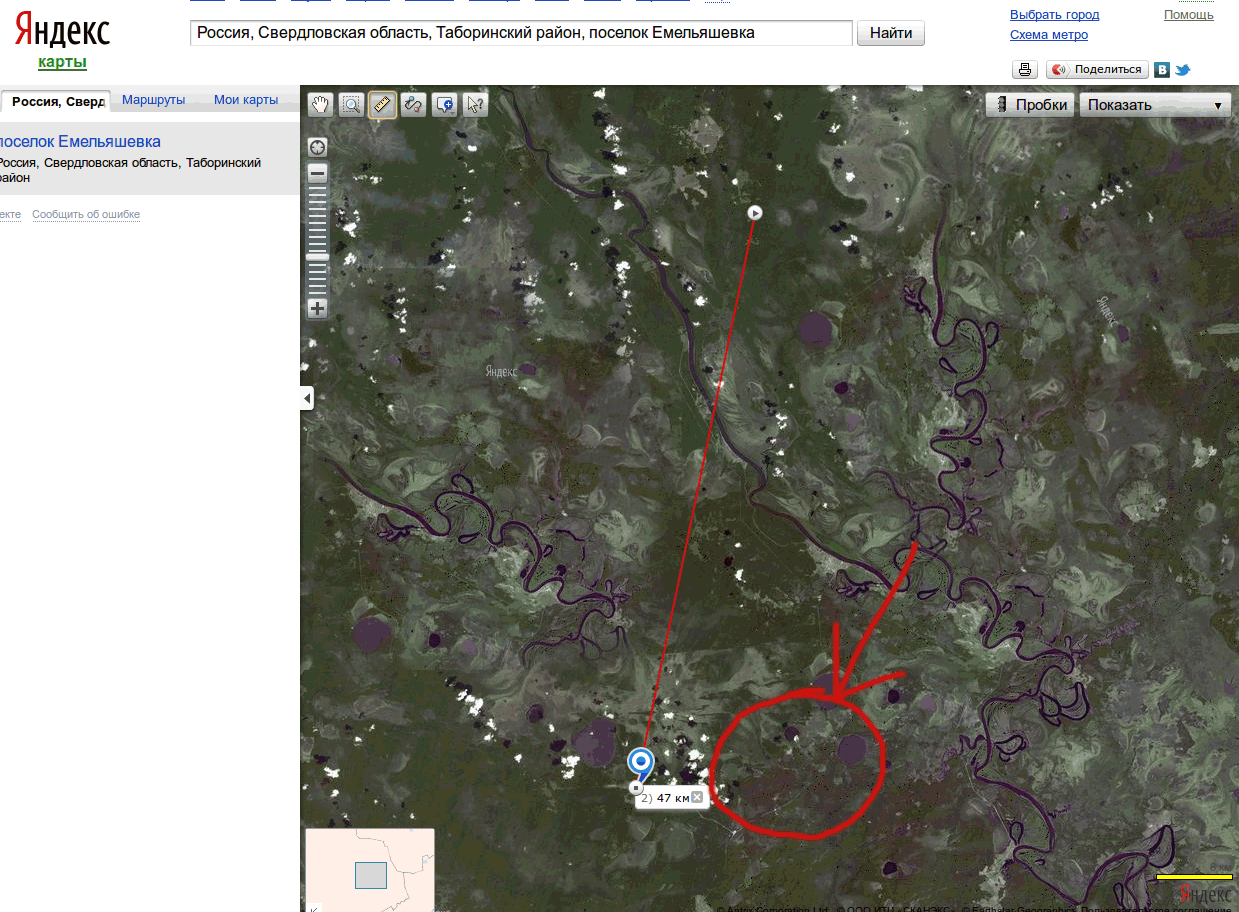 Яндекс
карты
Россия, Свердловская область, Таборинский район, поселок Емельяшевка
Найти
Выбрать город
Помощь
Схема метро
Поделиться
В
Россия, Сверд
Маршруты
Мои карты
Пробки
Показать
поселок Емельяшевка
Россия, Свердловская область, Таборинский
район
екте
Сообщить об ошибке
Яндекс
Яндекс
2) 47 км
Яндекс